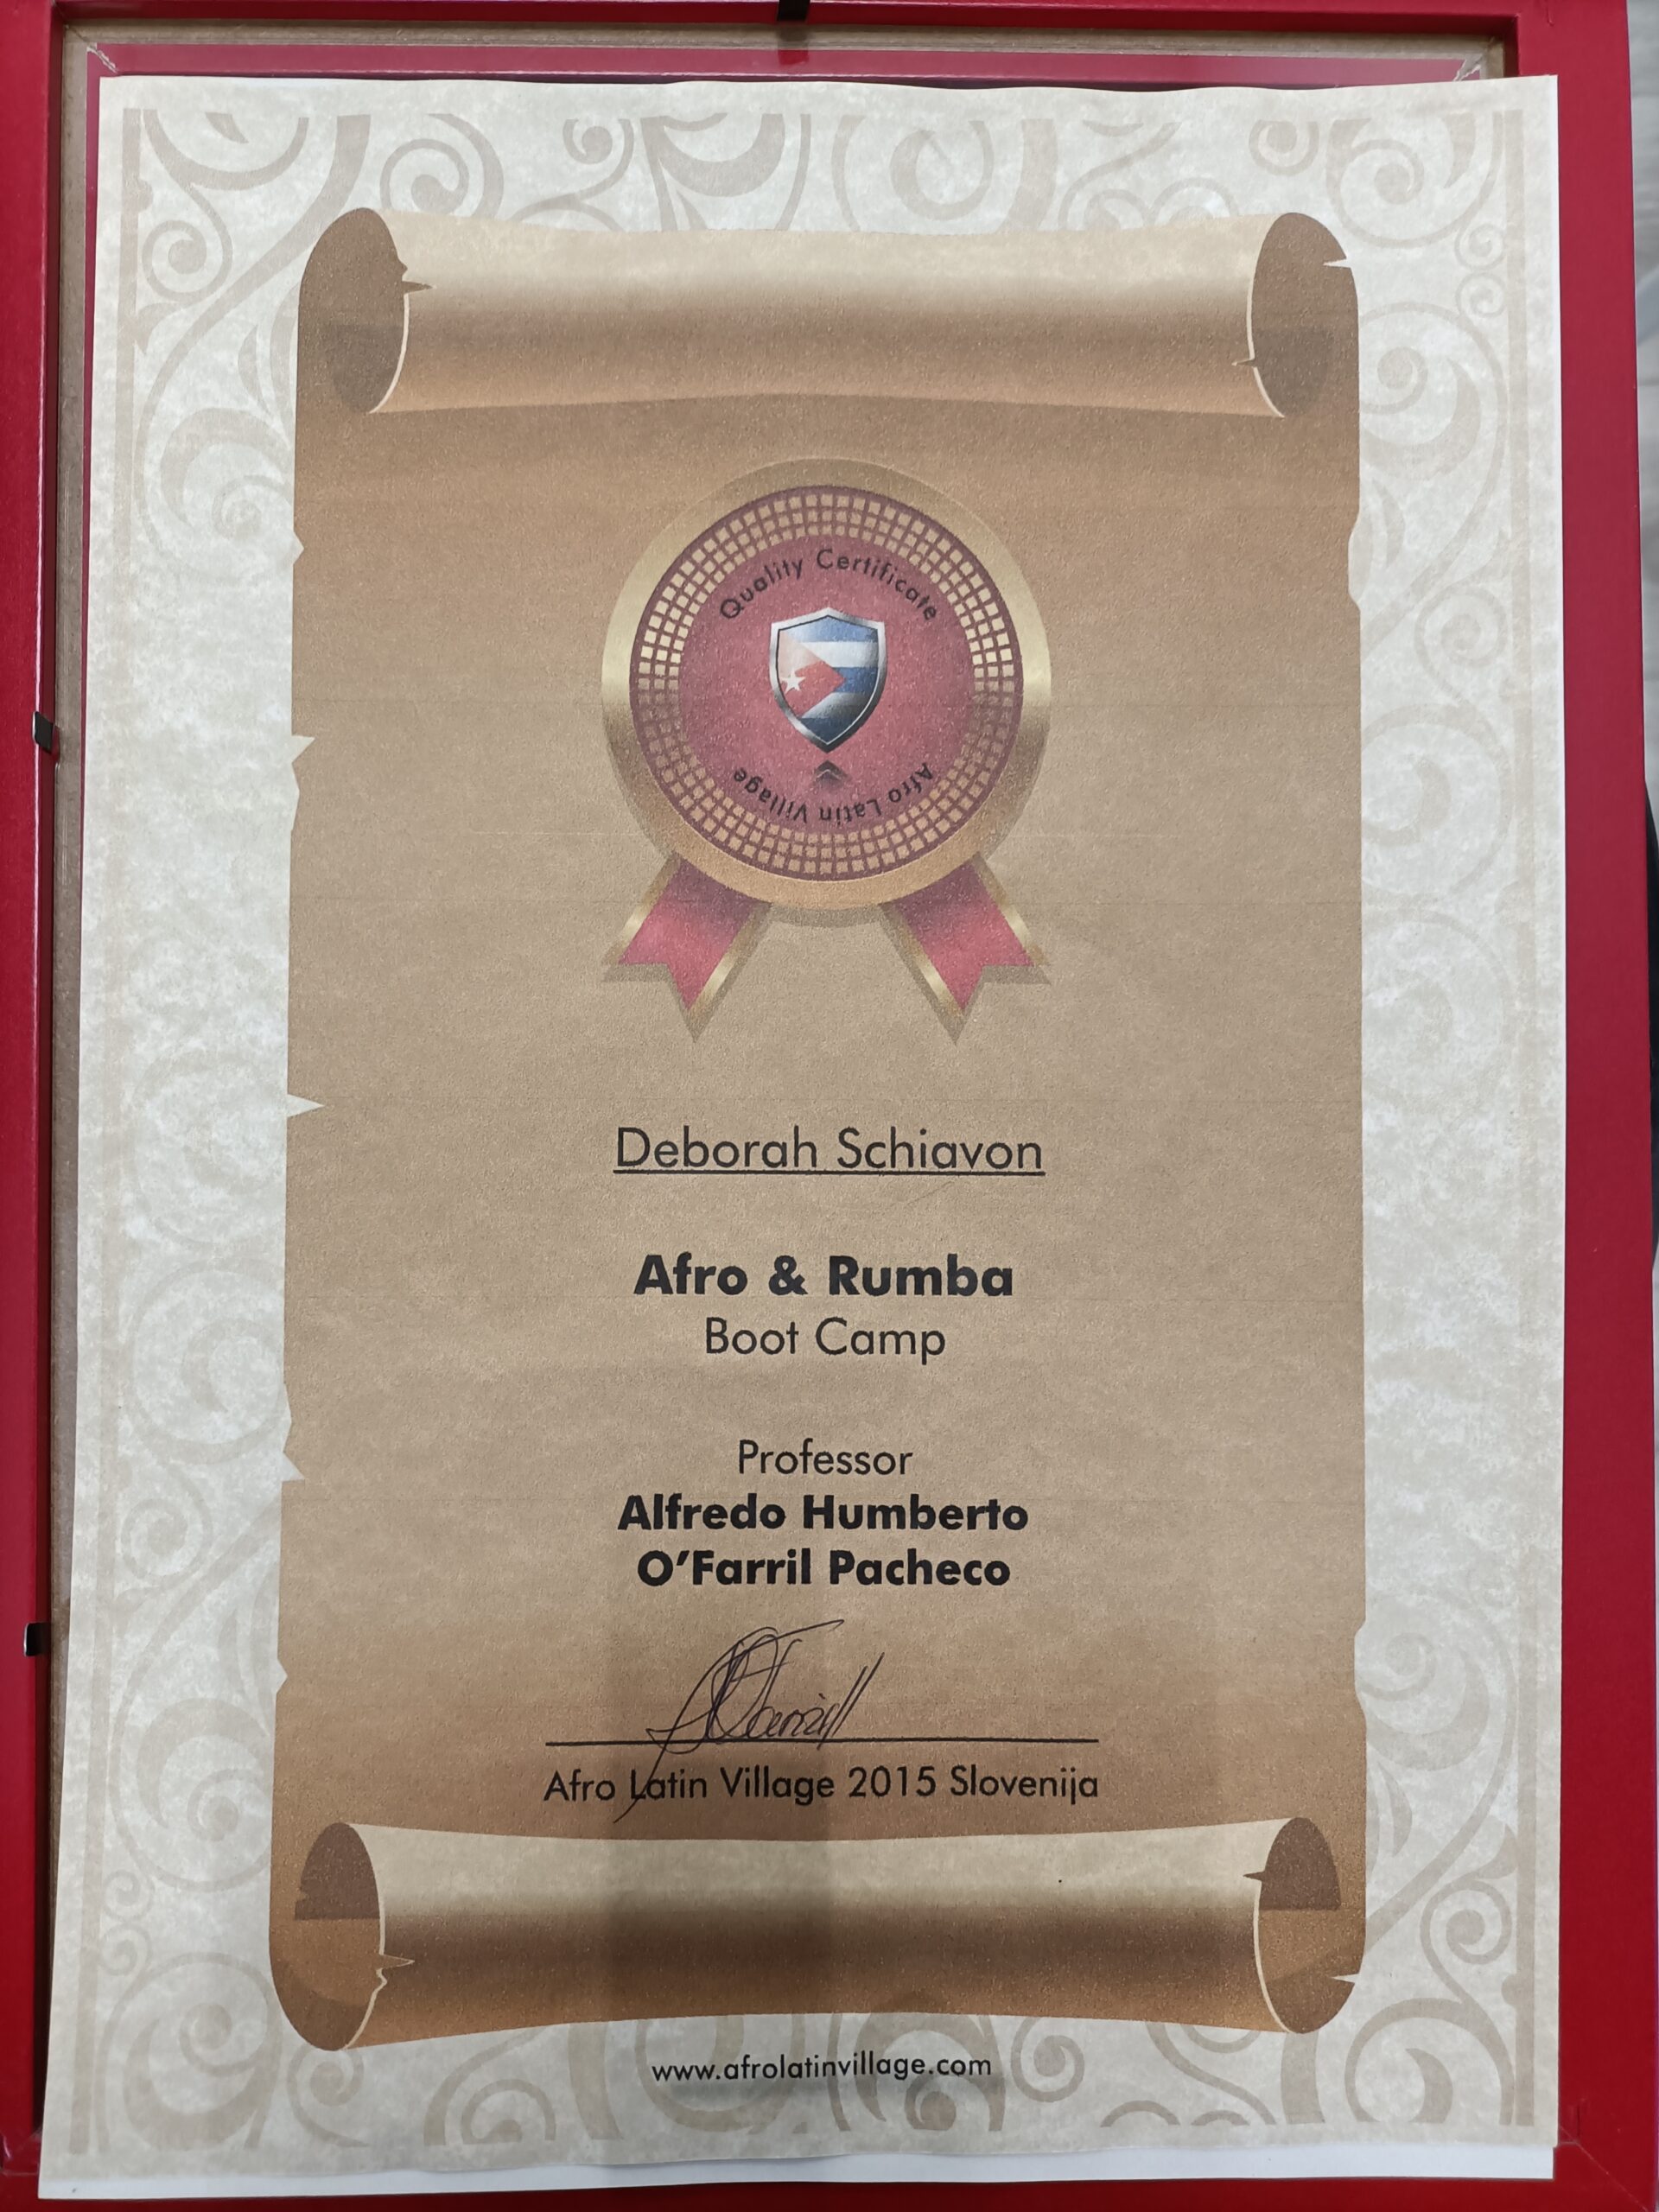 Quality Certificate
Afro Latin Village
Deborah Schiavon
Afro & Rumba
Boot Camp
Professor
Alfredo Humberto
O'Farril Pacheco
Afro Latin Village 2015 Slovenija
www.afrolatinvillage.com